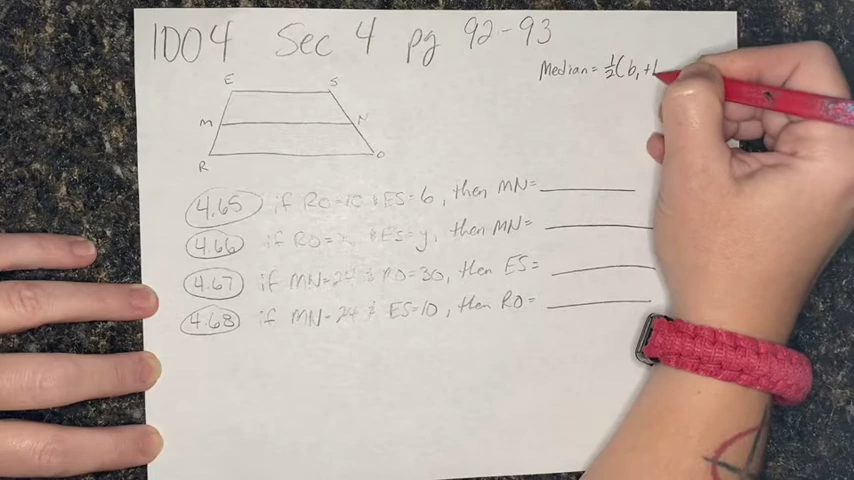 1004 Sec 4 pg 92-93
Median = ½(b₁+
E S
M N
R O
4.65 if RO=10 & ES=6, then MN=
4.66 if & ES=y, then MN=
4.67 if MN=24 & RO=30, then ES=
4.68 if MN=24 & ES=10, then RO=